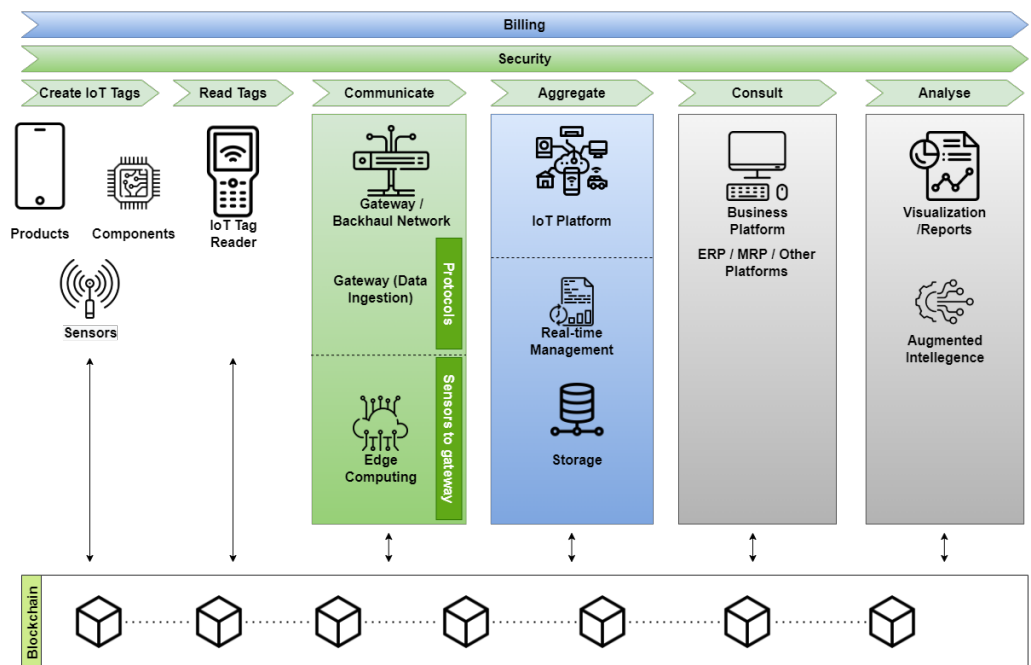 Billing
Security
Create IoT Tags
Read Tags
Communicate
Aggregate
Consult
Analyse
Products
Components
Sensors
IoT Tag
Reader
Gateway /
Backhaul Network
Gateway (Data
Ingestion)
Protocols
Edge
Computing
Sensors to gateway
IoT Platform
Real-time
Management
Storage
Business
Platform
ERP / MRP / Other
Platforms
Visualization
/Reports
Augmented
Intellegence
Blockchain